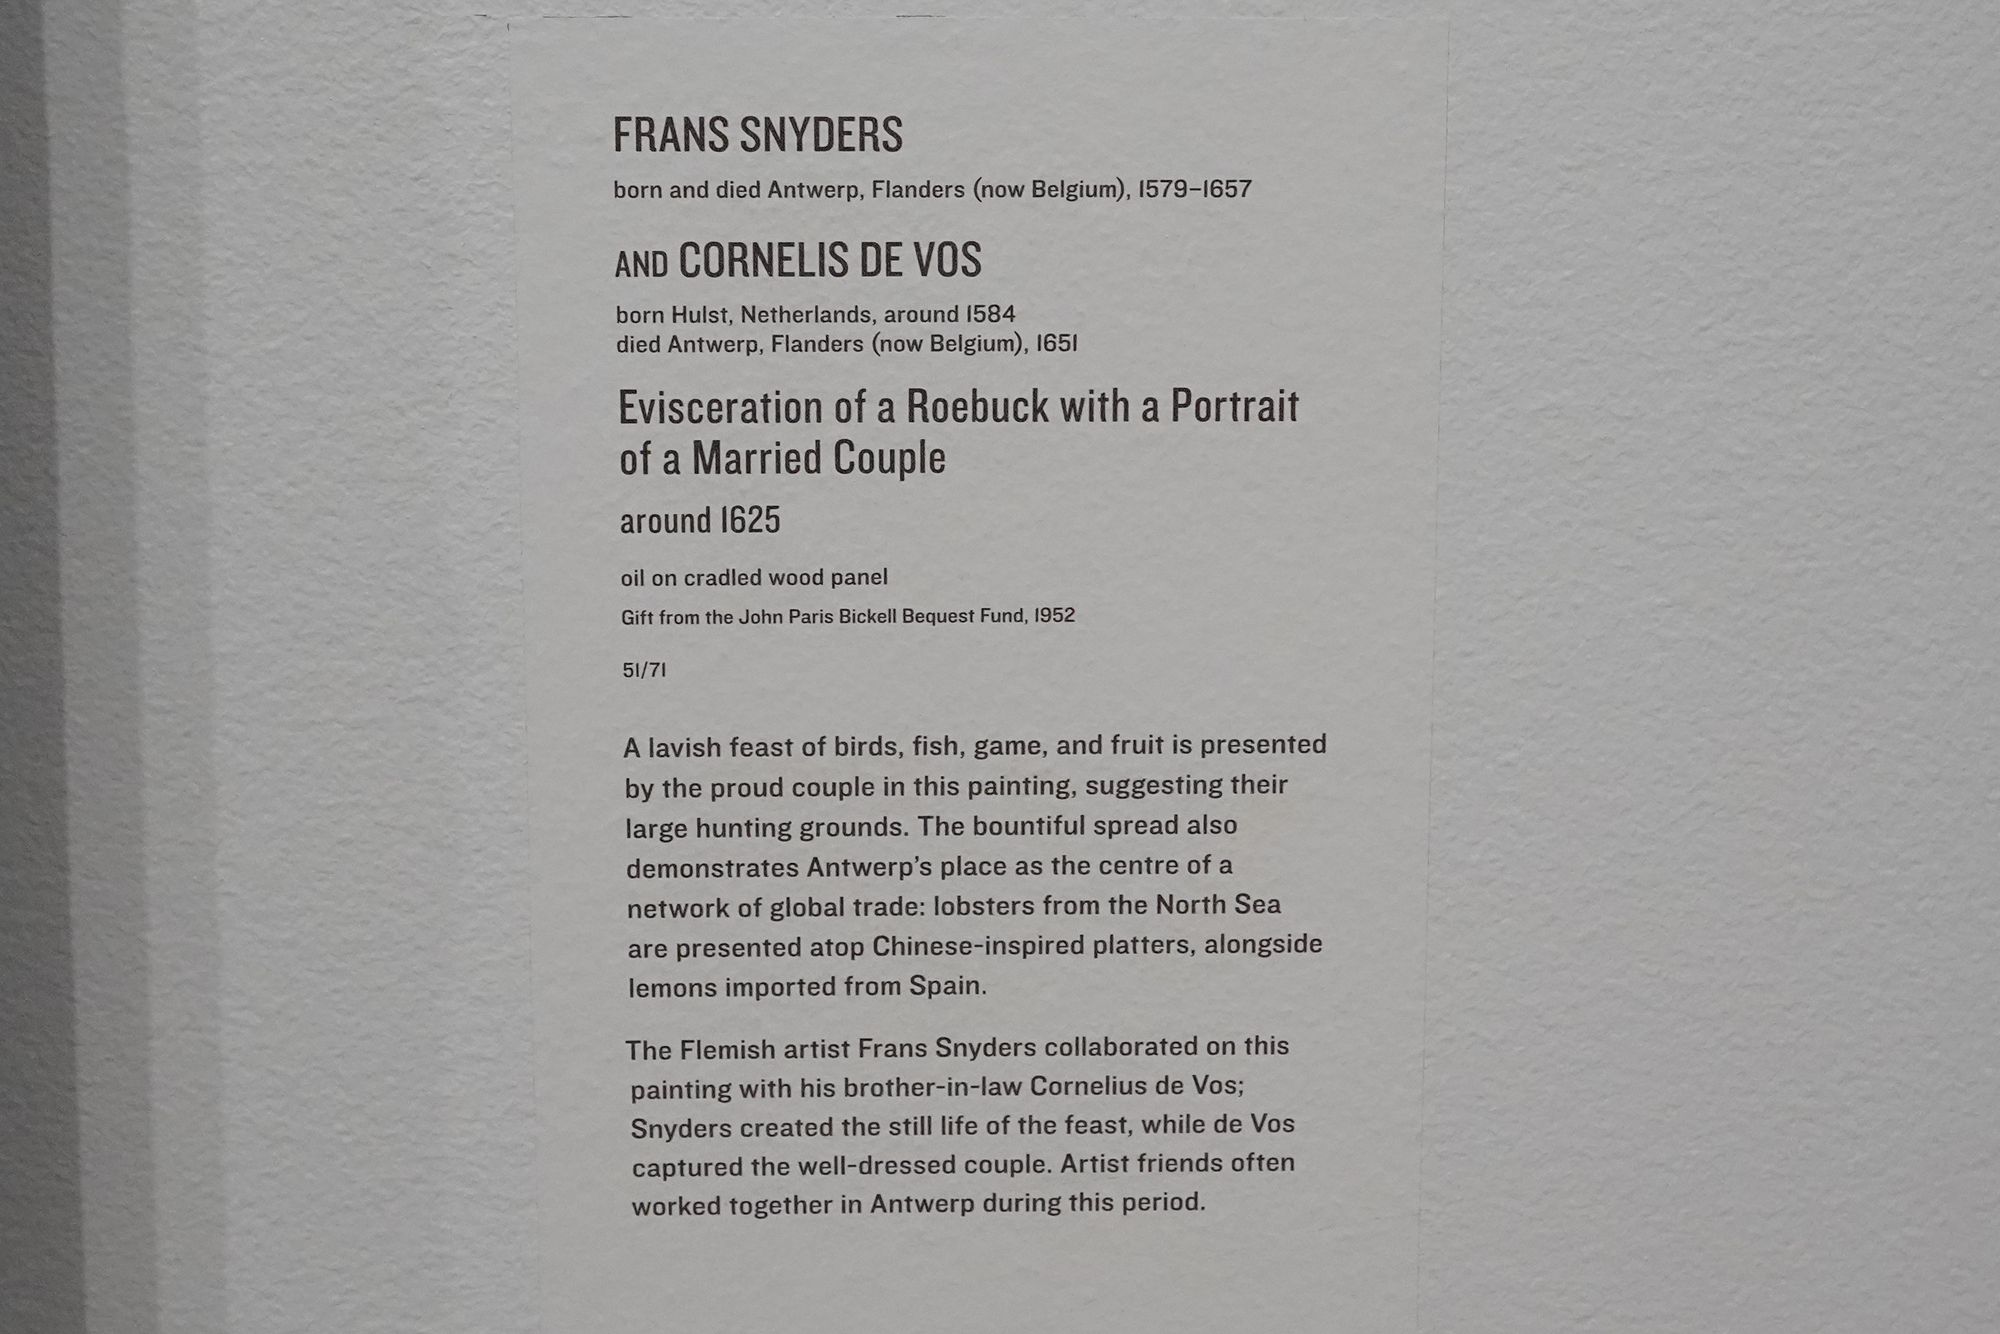 FRANS SNYDERS
born and died Antwerp, Flanders (now Belgium), 1579–1657
AND CORNELIS DE VOS
born Hulst, Netherlands, around 1584
died Antwerp, Flanders (now Belgium), 1651
Evisceration of a Roebuck with a Portrait
of a Married Couple
around 1625
oil on cradled wood panel
Gift from the John Paris Bickell Bequest Fund, 1952
51/71
A lavish feast of birds, fish, game, and fruit is presented
by the proud couple in this painting, suggesting their
large hunting grounds. The bountiful spread also
demonstrates Antwerp’s place as the centre of a
network of global trade: lobsters from the North Sea
are presented atop Chinese-inspired platters, alongside
lemons imported from Spain.
The Flemish artist Frans Snyders collaborated on this
painting with his brother-in-law Cornelius de Vos;
Snyders created the still life of the feast, while de Vos
captured the well-dressed couple. Artist friends often
worked together in Antwerp during this period.